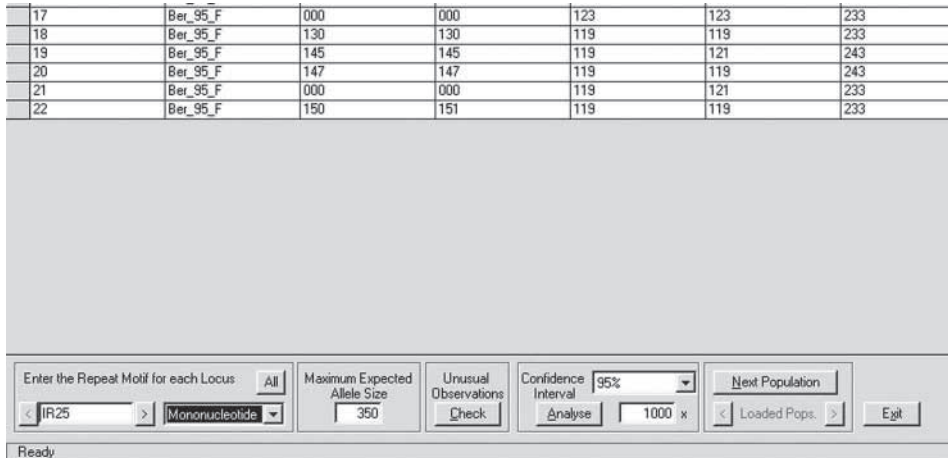 17 Ber_95_F 000 000 123 123 233
18 Ber_95_F 130 130 119 119 233
19 Ber_95_F 145 145 119 121 243
20 Ber_95_F 147 147 119 119 243
21 Ber_95_F 000 000 119 121 233
22 Ber_95_F 150 151 119 119 233
Enter the Repeat Motif for each Locus All
< IR25 > Mononucleotide
Maximum Expected
Allele Size
350
Unusual
Observations
Check
Confidence
Interval
95%
Analyse 1000 x
Next Population
< Loaded Pops. >
Exit
Ready